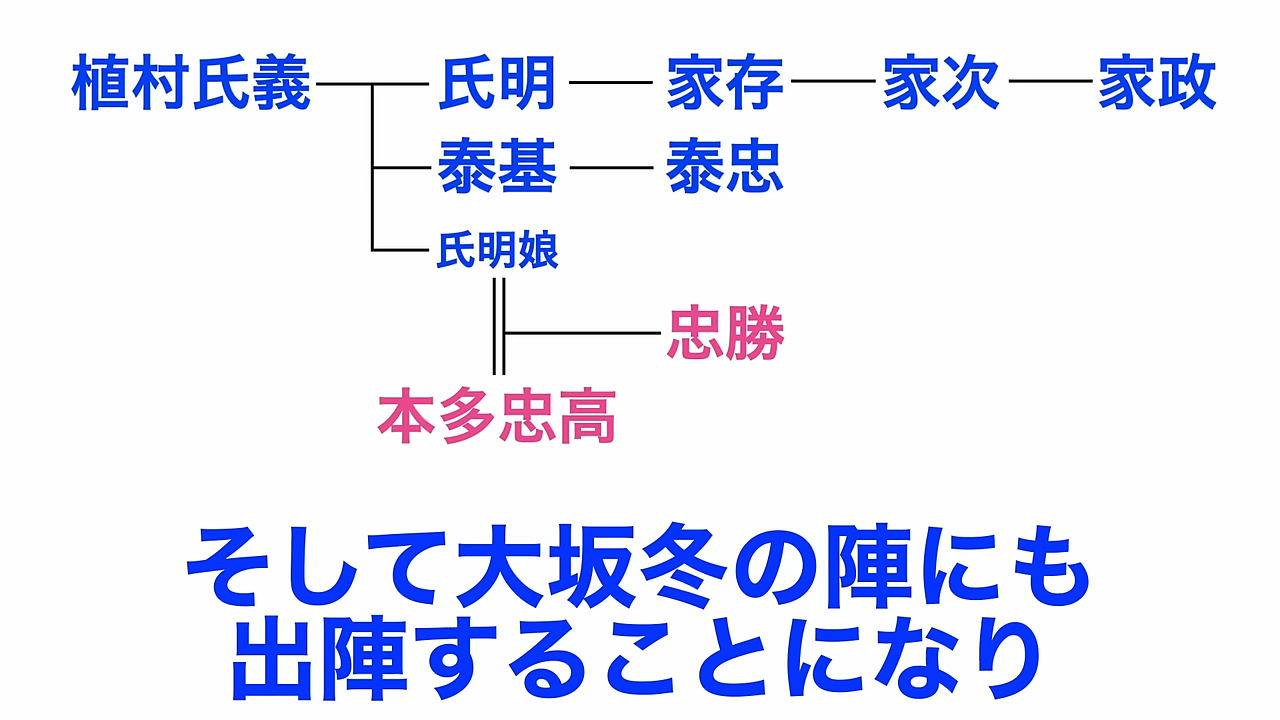 植村氏義 氏明 家存 家次 家政
泰基 泰忠
氏明娘
忠勝
本多忠高
そして大坂冬の陣にも
出陣することになり